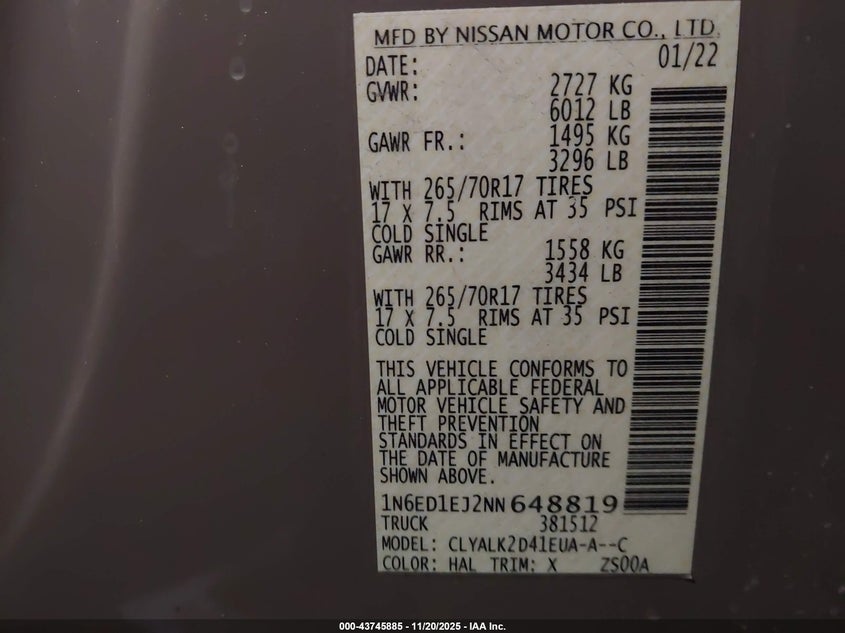 MFD BY NISSAN MOTOR CO., LTD.
DATE: 01/22
GVWR: 2727 KG
6012 LB
GAWR FR.: 1495 KG
3296 LB
WITH 265/70R17 TIRES
17 X 7.5 RIMS AT 35 PSI
COLD SINGLE
GAWR RR.: 1558 KG
3434 LB
WITH 265/70R17 TIRES
17 X 7.5 RIMS AT 35 PSI
COLD SINGLE
THIS VEHICLE CONFORMS TO
ALL APPLICABLE FEDERAL
MOTOR VEHICLE SAFETY AND
THEFT PREVENTION
STANDARDS IN EFFECT ON
THE DATE OF MANUFACTURE
SHOWN ABOVE.
1N6ED1EJ2NN648819
TRUCK 381512
MODEL: CLYALK2D41EUA-A--C
COLOR: HAL TRIM: X ZS00A
000-43745885 - 11/20/2025 - IAA Inc.